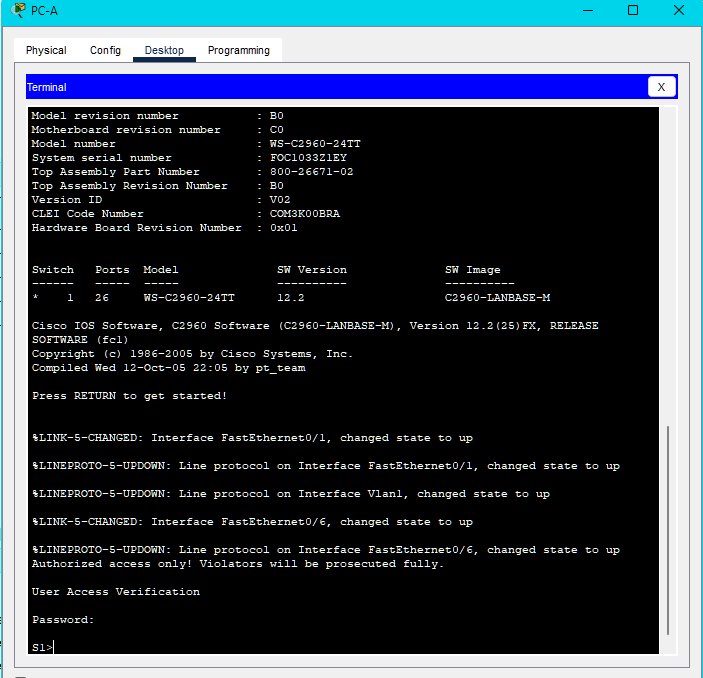 PC-A
Physical Config Desktop Programming
Terminal X
Model revision number : B0
Motherboard revision number : C0
Model number : WS-C2960-24TT
System serial number : FOC1033Z1EY
Top Assembly Part Number : 800-26671-02
Top Assembly Revision Number : B0
Version ID : V02
CLEI Code Number : COM3K00BRA
Hardware Board Revision Number : 0x01
Switch Ports Model SW Version SW Image
------ ----- ----- ---------- ----------
* 1 26 WS-C2960-24TT 12.2 C2960-LANBASE-M
Cisco IOS Software, C2960 Software (C2960-LANBASE-M), Version 12.2(25)FX, RELEASE
SOFTWARE (fc1)
Copyright (c) 1986-2005 by Cisco Systems, Inc.
Compiled Wed 12-Oct-05 22:05 by pt_team
Press RETURN to get started!
%LINK-5-CHANGED: Interface FastEthernet0/1, changed state to up
%LINEPROTO-5-UPDOWN: Line protocol on Interface FastEthernet0/1, changed state to up
%LINEPROTO-5-UPDOWN: Line protocol on Interface Vlan1, changed state to up
%LINK-5-CHANGED: Interface FastEthernet0/6, changed state to up
%LINEPROTO-5-UPDOWN: Line protocol on Interface FastEthernet0/6, changed state to up
Authorized access only! Violators will be prosecuted fully.
User Access Verification
Password:
S1>